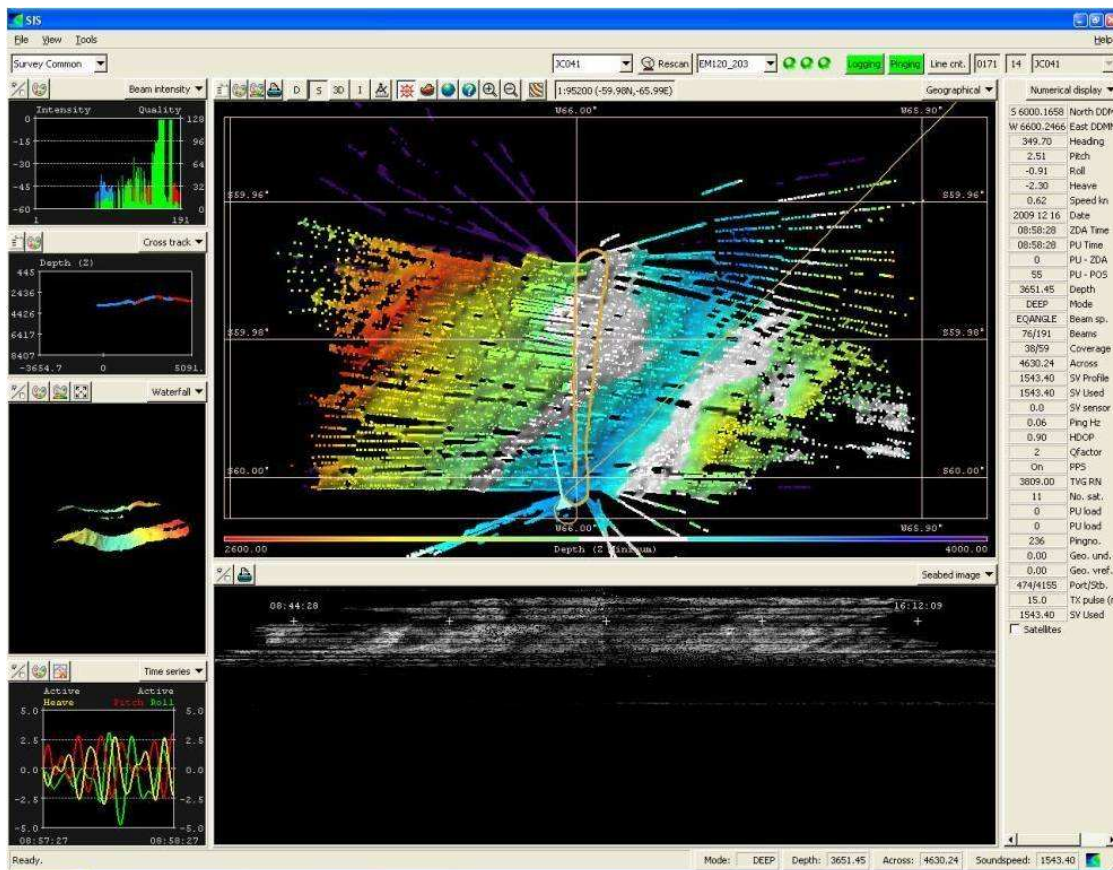 SIS
File View Tools Help
Survey Common JC041 Rescan EM120_203 Logging Pinging Line cnt. 0171 14 JC041
Beam intensity
Intensity Quality
0 128
-15 96
-30 64
-45 32
-60 0
1 191
Cross track
Depth (Z)
445
2436
4426
6417
8407
-3654.7 0 5091.
Waterfall
Time series
Active Active
Heave Pitch Roll
5.0 5.0
2.5 2.5
0.0 0.0
-2.5 -2.5
-5.0 -5.0
08:57:27 08:58:27
D S 3D I 1:95200 (-59.98N,-65.99E) Geographical
W66.00° W65.90°
S59.96° S59.96°
S59.98° S59.98°
S60.00° S60.00°
W66.00° W65.90°
2600.00 Depth (Z Minimum) 4000.00
Seabed image
08:44:28 16:12:09
Numerical display
S 6000.1658 North DDM
W 6600.2466 East DDMM
349.70 Heading
2.51 Pitch
-0.91 Roll
-2.30 Heave
0.62 Speed kn
2009 12 16 Date
08:58:28 ZDA Time
08:58:28 PU Time
0 PU - ZDA
55 PU - POS
3651.45 Depth
DEEP Mode
EQANGLE Beam sp.
76/191 Beams
38/59 Coverage
4630.24 Across
1543.40 SV Profile
1543.40 SV Used
0.0 SV sensor
0.06 Ping Hz
0.90 HDOP
2 Qfactor
On PPS
3809.00 TVG RN
11 No. sat.
0 PU load
0 PU load
236 Pingno.
0.00 Geo. und.
0.00 Geo. vref.
474/4155 Port/Stb.
15.0 TX pulse (r
1543.40 SV Used
Satellites
Ready. Mode: DEEP Depth: 3651.45 Across: 4630.24 Soundspeed: 1543.40